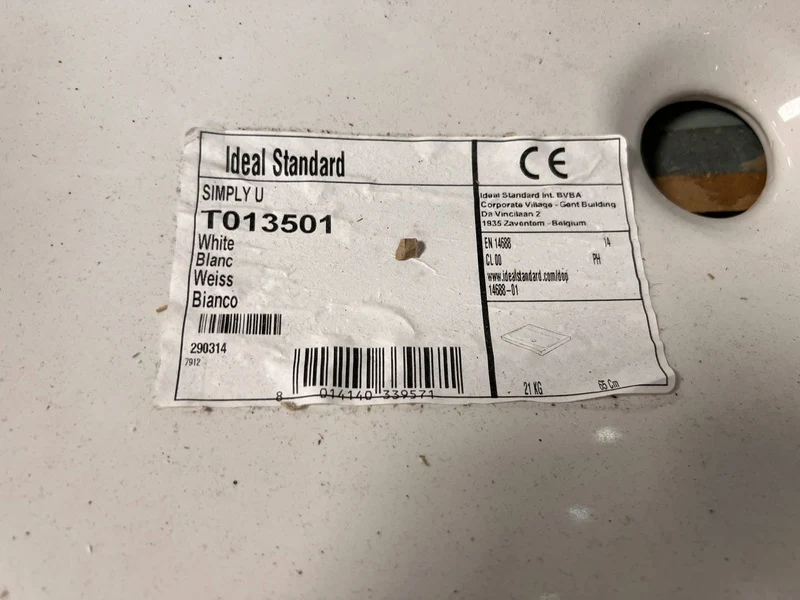 Ideal Standard
SIMPLY U
T013501
White
Blanc
Weiss
Bianco
290314
7912
8 014140 339571
CE
Ideal Standard Int. BVBA
Corporate Village - Gent Building
Da Vincilaan 2
1935 Zaventem - Belgium
EN 14688 14
CL 00 PH
www.idealstandard.com/dop
14688-01
21 KG 65 Cm